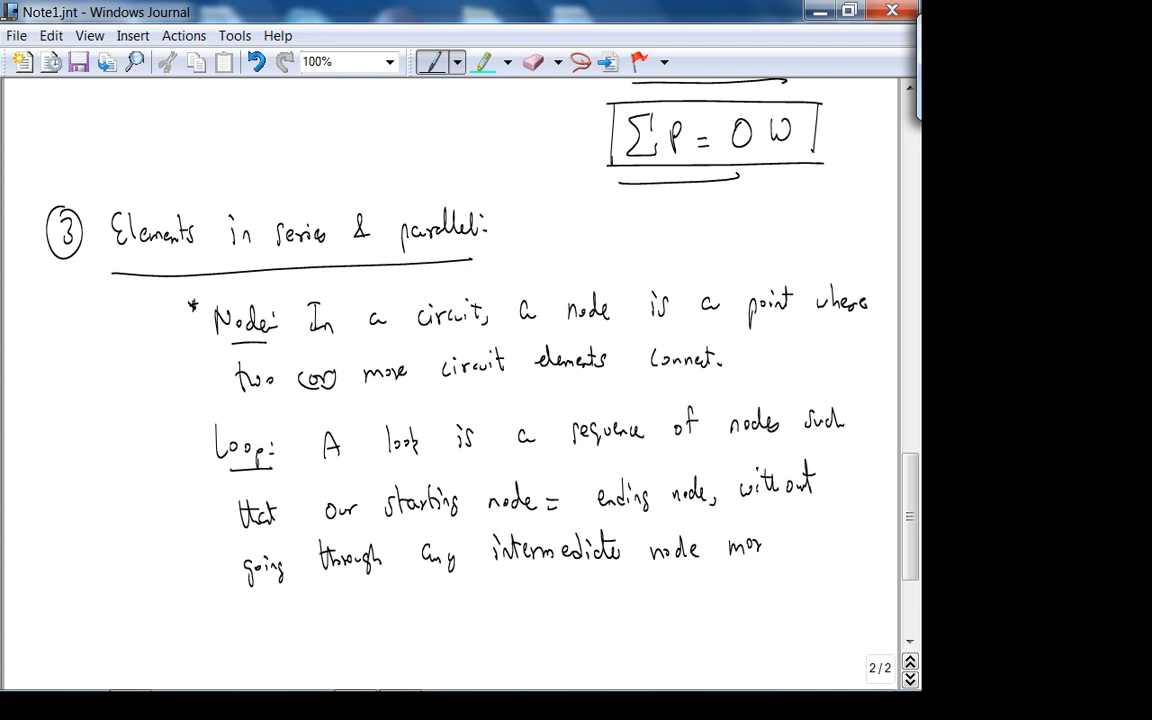 Note1.jnt - Windows Journal
File Edit View Insert Actions Tools Help
100%
∑ P = 0 W
3 Elements in series & parallel:
* Node: In a circuit, a node is a point where
two (or) more circuit elements connect.
Loop: A loop is a sequence of nodes such
that our starting node = ending node, without
going through any intermediate node mor
2/2